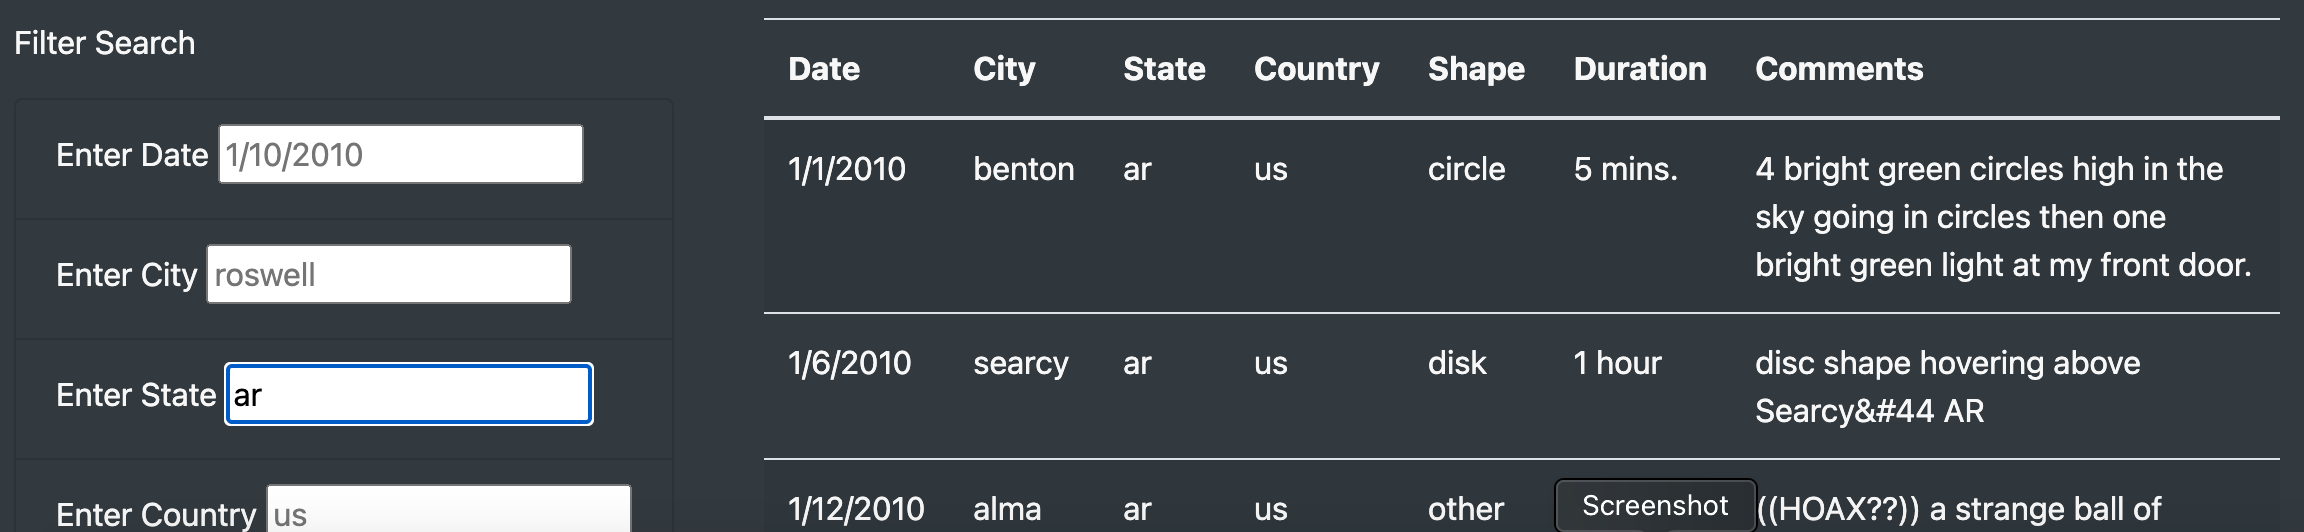 Filter Search
Enter Date 1/10/2010
Enter City roswell
Enter State ar
Enter Country us
Date City State Country Shape Duration Comments
1/1/2010 benton ar us circle 5 mins. 4 bright green circles high in the
sky going in circles then one
bright green light at my front door.
1/6/2010 searcy ar us disk 1 hour disc shape hovering above
Searcy&#44 AR
1/12/2010 alma ar us other Screenshot ((HOAX??)) a strange ball of